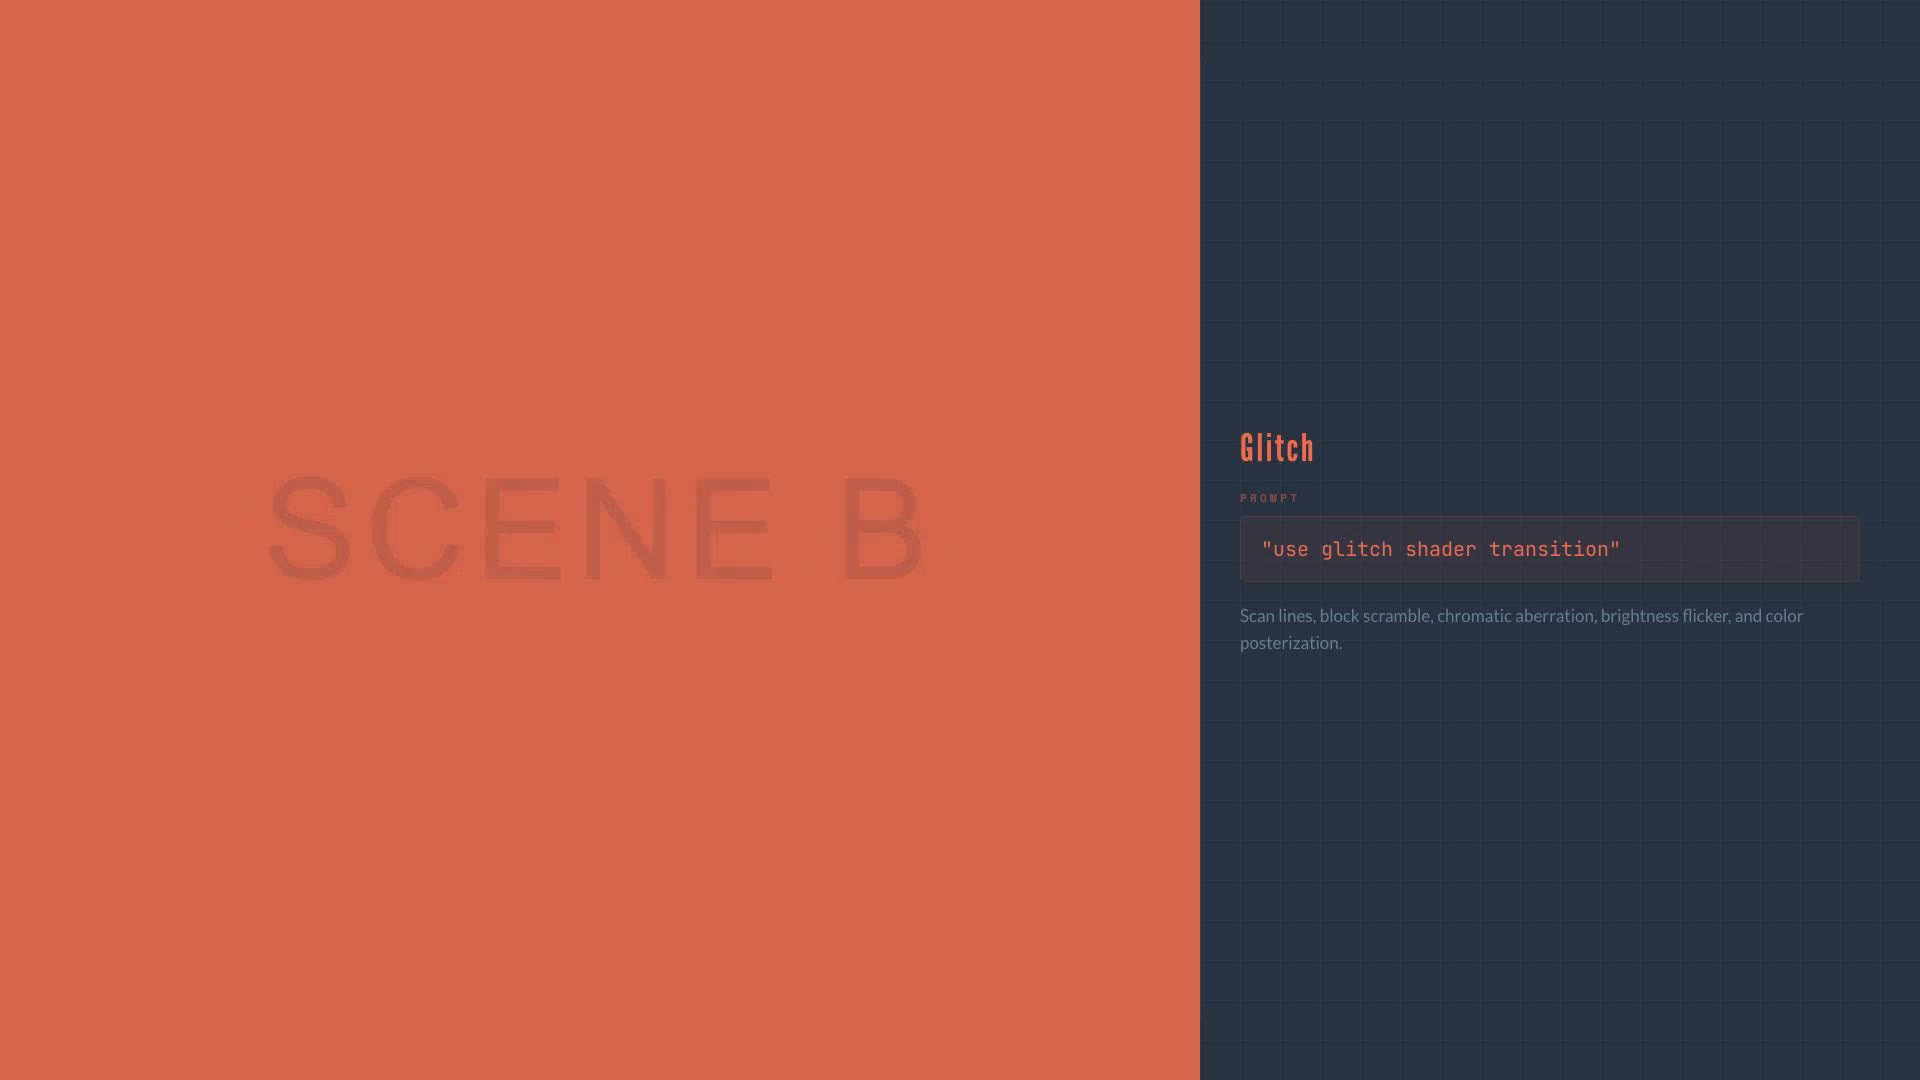 SCENE B
Glitch
PROMPT
"use glitch shader transition"
Scan lines, block scramble, chromatic aberration, brightness flicker, and color
posterization.